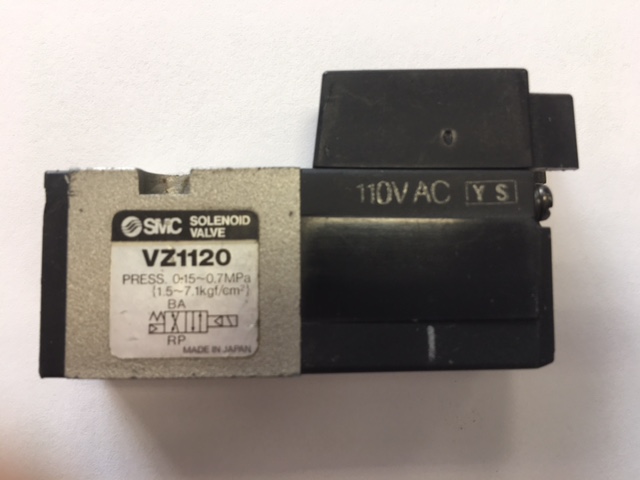 SMC SOLENOID VALVE
VZ1120
PRESS. 0.15~0.7MPa
{1.5~7.1kgf/cm²}
BA
RP
MADE IN JAPAN
110V AC YS